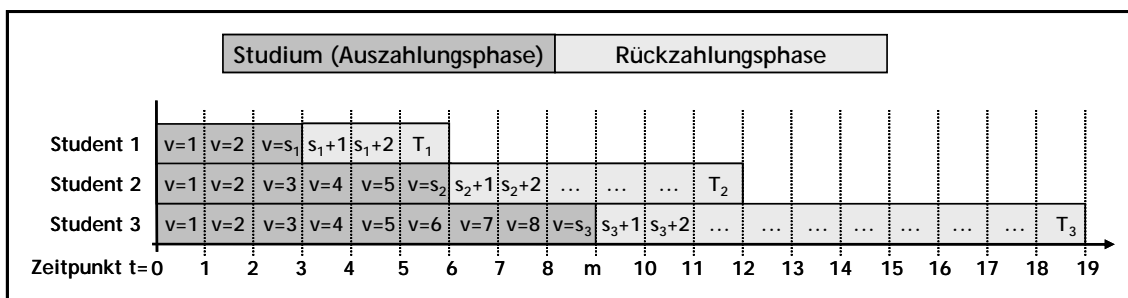 Studium (Auszahlungsphase) Rückzahlungsphase
Student 1 v=1 v=2 v=s₁ s₁+1 s₁+2 T₁
Student 2 v=1 v=2 v=3 v=4 v=5 v=s₂ s₂+1 s₂+2 ... ... ... T₂
Student 3 v=1 v=2 v=3 v=4 v=5 v=6 v=7 v=8 v=s₃ s₃+1 s₃+2 ... ... ... ... ... ... ... T₃
Zeitpunkt t= 0 1 2 3 4 5 6 7 8 m 10 11 12 13 14 15 16 17 18 19